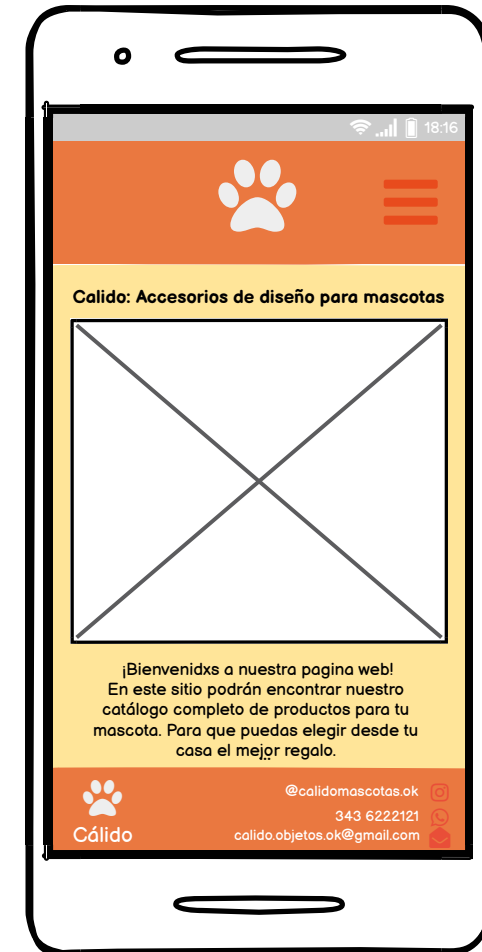 18:16
Calido: Accesorios de diseño para mascotas
¡Bienvenidxs a nuestra pagina web!
En este sitio podrán encontrar nuestro
catálogo completo de productos para tu
mascota. Para que puedas elegir desde tu
casa el mejor regalo.
@calidomascotas.ok
343 6222121
Cálido
calido.objetos.ok@gmail.com